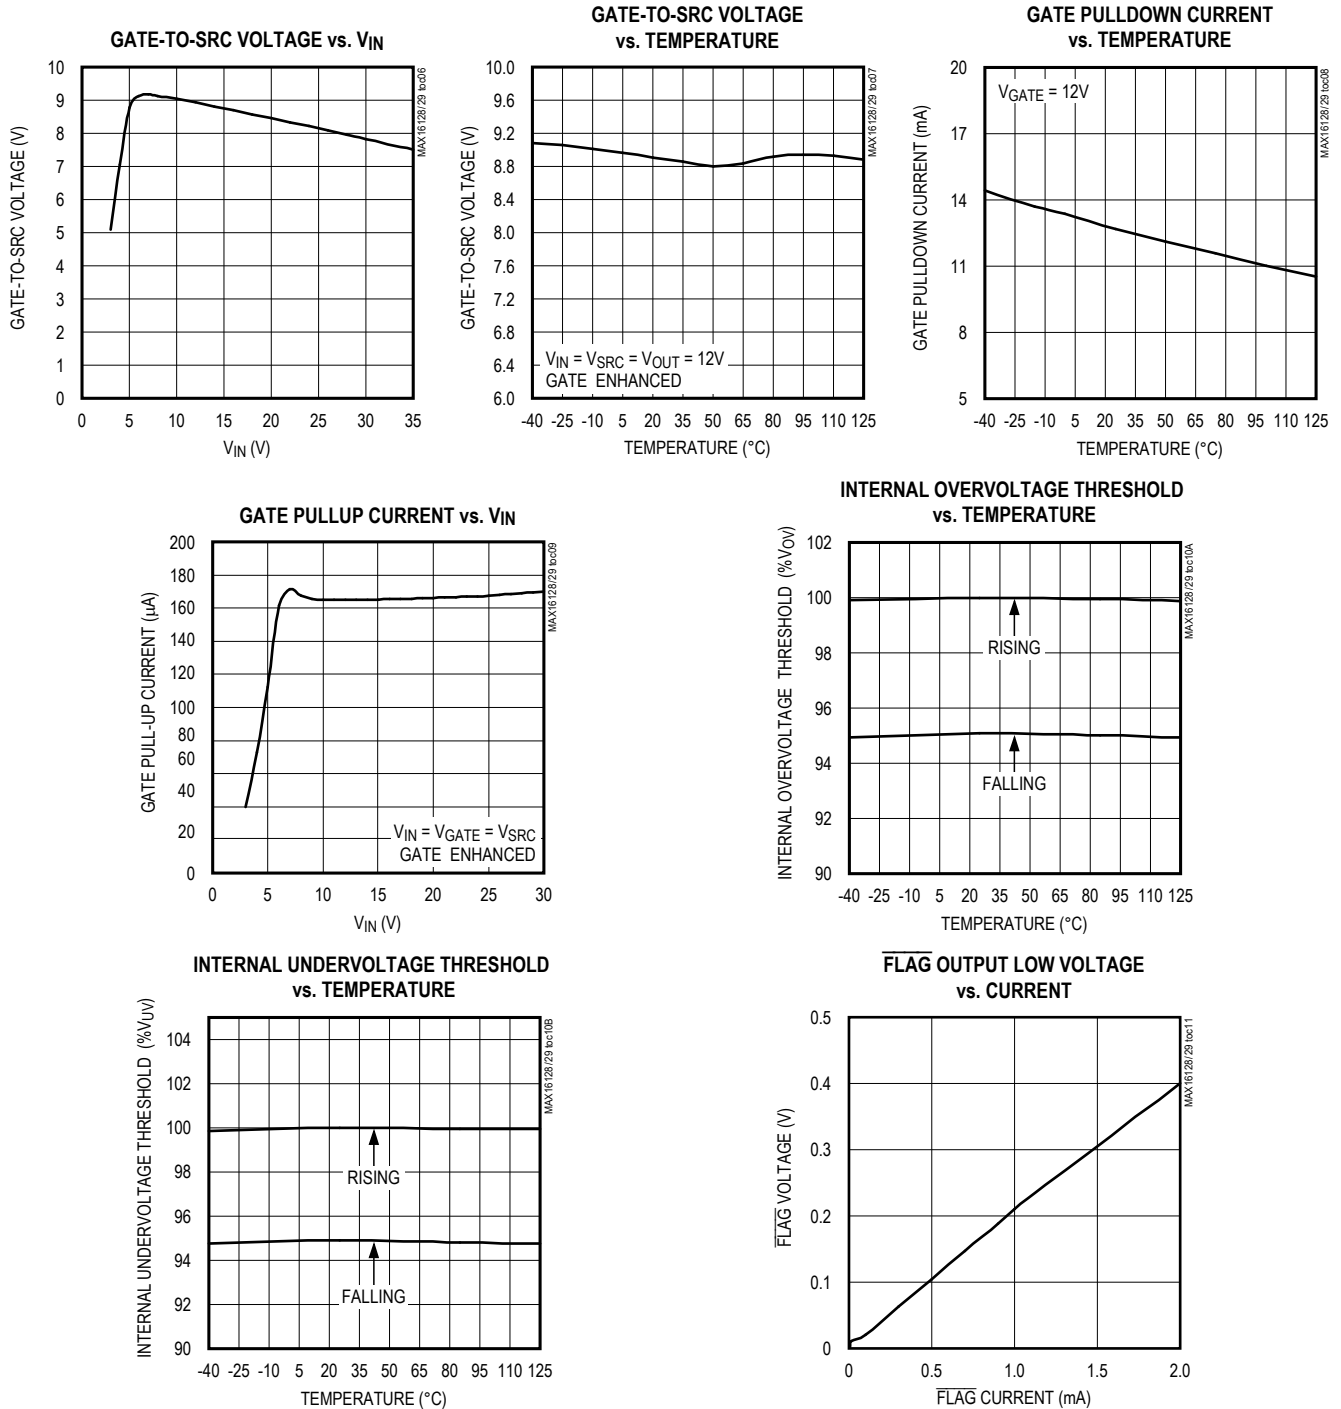 GATE-TO-SRC VOLTAGE vs. VIN
MAX16128/29 toc06
GATE-TO-SRC VOLTAGE (V)
10
9
8
7
6
5
4
3
2
1
0
0 5 10 15 20 25 30 35
VIN (V)
GATE-TO-SRC VOLTAGE
vs. TEMPERATURE
MAX16128/29 toc07
GATE-TO-SRC VOLTAGE (V)
10.0
9.6
9.2
8.8
8.4
8.0
7.6
7.2
6.8
6.4
6.0
VIN = VSRC = VOUT = 12V
GATE ENHANCED
-40 -25 -10 5 20 35 50 65 80 95 110 125
TEMPERATURE (°C)
GATE PULLDOWN CURRENT
vs. TEMPERATURE
MAX16128/29 toc08
GATE PULLDOWN CURRENT (mA)
20
17
14
11
8
5
VGATE = 12V
-40 -25 -10 5 20 35 50 65 80 95 110 125
TEMPERATURE (°C)
GATE PULLUP CURRENT vs. VIN
MAX16128/29 toc09
GATE PULL-UP CURRENT (µA)
200
180
160
140
120
100
80
60
40
20
0
VIN = VGATE = VSRC
GATE ENHANCED
0 5 10 15 20 25 30
VIN (V)
INTERNAL OVERVOLTAGE THRESHOLD
vs. TEMPERATURE
MAX16128/29 toc10A
INTERNAL OVERVOLTAGE THRESHOLD (%VOV)
102
100
98
96
94
92
90
RISING
FALLING
-40 -25 -10 5 20 35 50 65 80 95 110 125
TEMPERATURE (°C)
INTERNAL UNDERVOLTAGE THRESHOLD
vs. TEMPERATURE
MAX16128/29 toc10B
INTERNAL UNDERVOLTAGE THRESHOLD (%VUV)
104
102
100
98
96
94
92
90
RISING
FALLING
-40 -25 -10 5 20 35 50 65 80 95 110 125
TEMPERATURE (°C)
FLAG OUTPUT LOW VOLTAGE
vs. CURRENT
MAX16128/29 toc11
FLAG VOLTAGE (V)
0.5
0.4
0.3
0.2
0.1
0
0 0.5 1.0 1.5 2.0
FLAG CURRENT (mA)